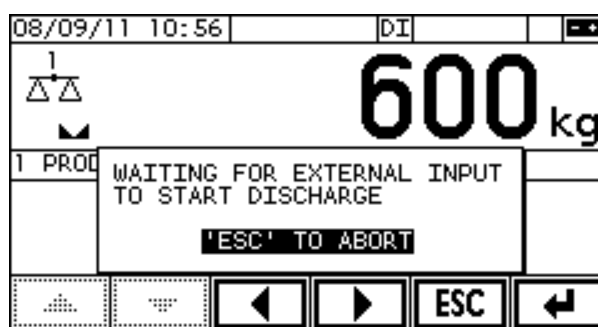 08/09/11 10:56 DI
1
600 kg
1 PROD
WAITING FOR EXTERNAL INPUT
TO START DISCHARGE
'ESC' TO ABORT
ESC